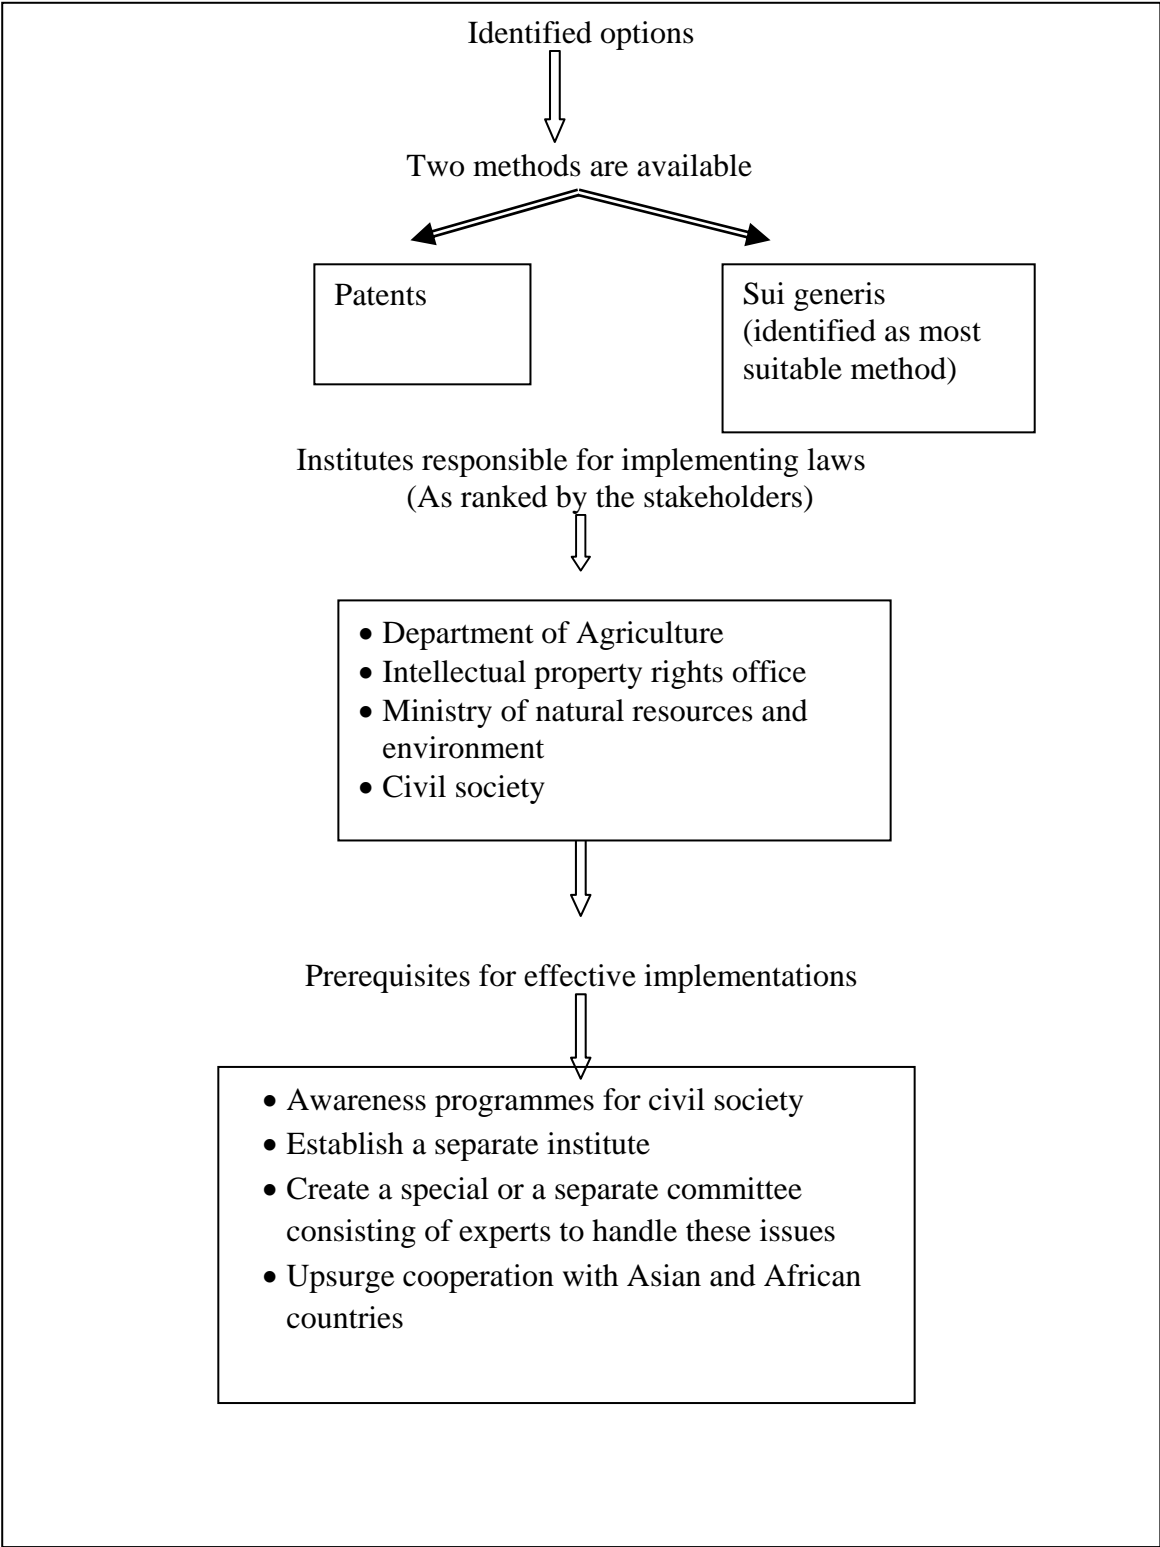 Identified options
Two methods are available
Patents
Sui generis
(identified as most
suitable method)
Institutes responsible for implementing laws
(As ranked by the stakeholders)
• Department of Agriculture
• Intellectual property rights office
• Ministry of natural resources and
environment
• Civil society
Prerequisites for effective implementations
• Awareness programmes for civil society
• Establish a separate institute
• Create a special or a separate committee
consisting of experts to handle these issues
• Upsurge cooperation with Asian and African
countries